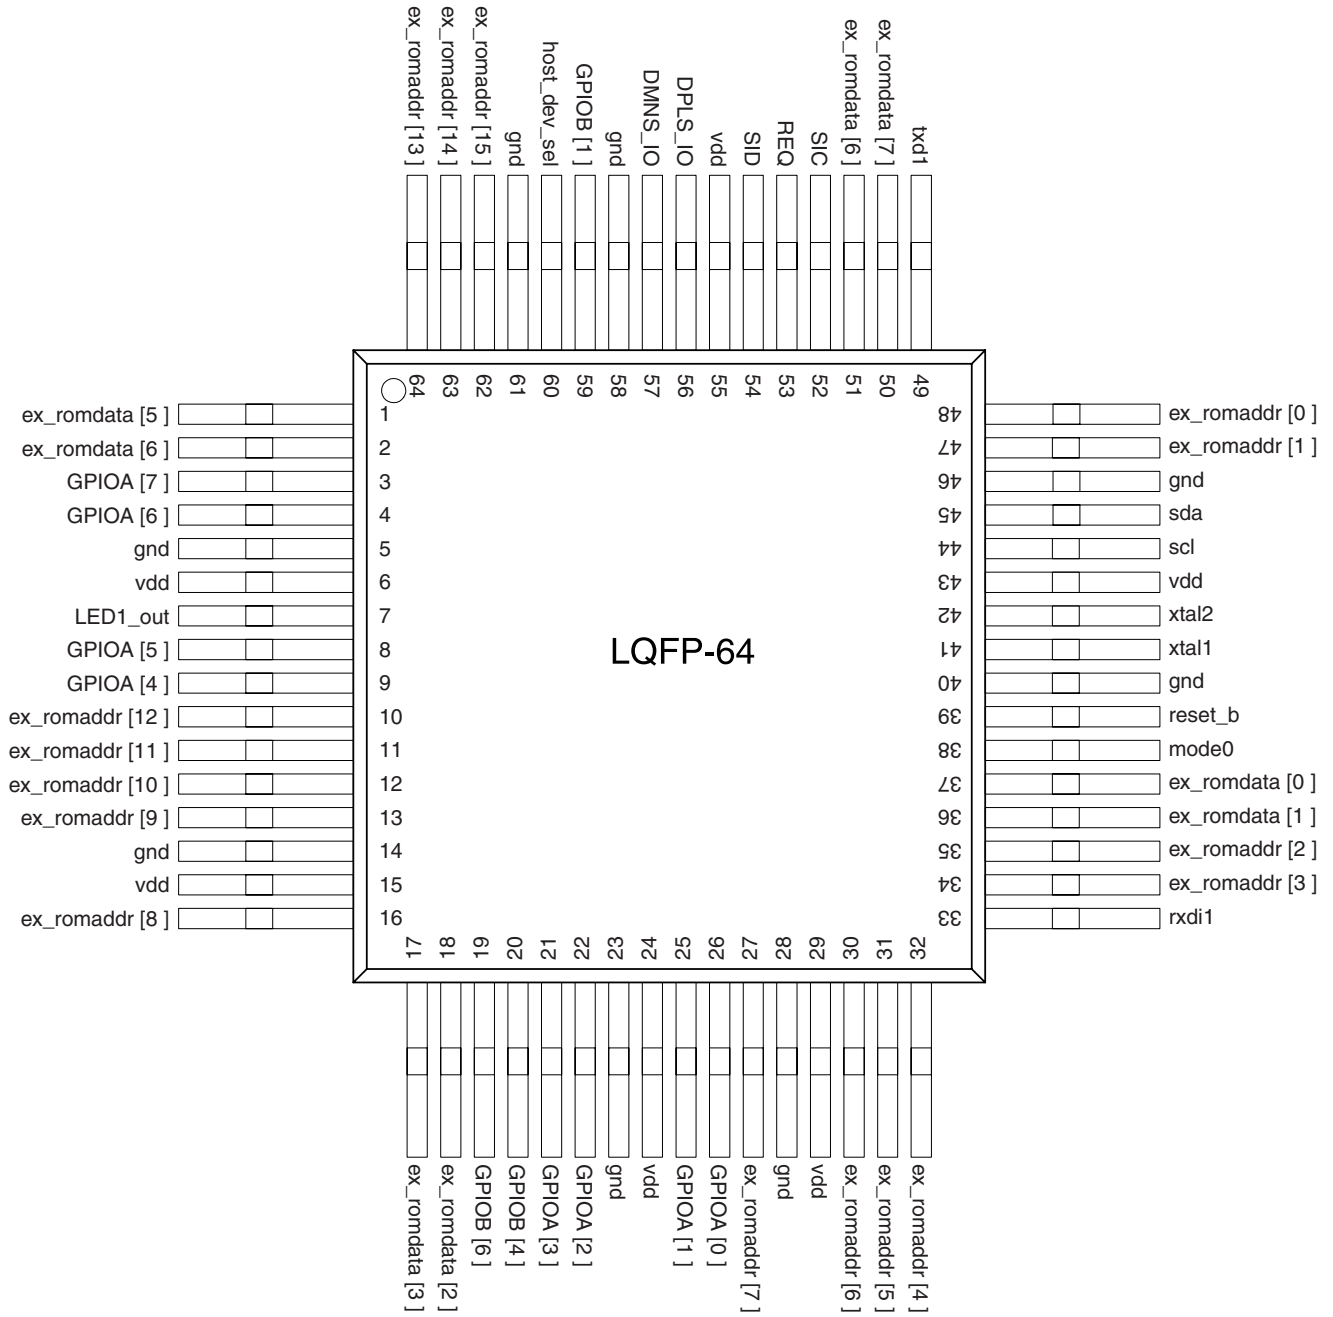 ex_romaddr [13 ]
ex_romaddr [14 ]
ex_romaddr [15 ]
gnd
host_dev_sel
GPIOB [1 ]
gnd
DMNS_IO
DPLS_IO
vdd
SID
REQ
SIC
ex_romdata [6 ]
ex_romdata [7 ]
txd1
64
63
62
61
60
59
58
57
56
55
54
53
52
51
50
49
ex_romdata [5 ]
1
ex_romdata [6 ]
2
GPIOA [7 ]
3
GPIOA [6 ]
4
gnd
5
vdd
6
LED1_out
7
GPIOA [5 ]
8
GPIOA [4 ]
9
ex_romaddr [12 ]
10
ex_romaddr [11 ]
11
ex_romaddr [10 ]
12
ex_romaddr [9 ]
13
gnd
14
vdd
15
ex_romaddr [8 ]
16
LQFP-64
48
ex_romaddr [0 ]
47
ex_romaddr [1 ]
46
gnd
45
sda
44
scl
43
vdd
42
xtal2
41
xtal1
40
gnd
39
reset_b
38
mode0
37
ex_romdata [0 ]
36
ex_romdata [1 ]
35
ex_romaddr [2 ]
34
ex_romaddr [3 ]
33
rxdi1
17
18
19
20
21
22
23
24
25
26
27
28
29
30
31
32
ex_romdata [3 ]
ex_romdata [2 ]
GPIOB [6 ]
GPIOB [4 ]
GPIOA [3 ]
GPIOA [2 ]
gnd
vdd
GPIOA [1 ]
GPIOA [0 ]
ex_romaddr [7 ]
gnd
vdd
ex_romaddr [6 ]
ex_romaddr [5 ]
ex_romaddr [4 ]